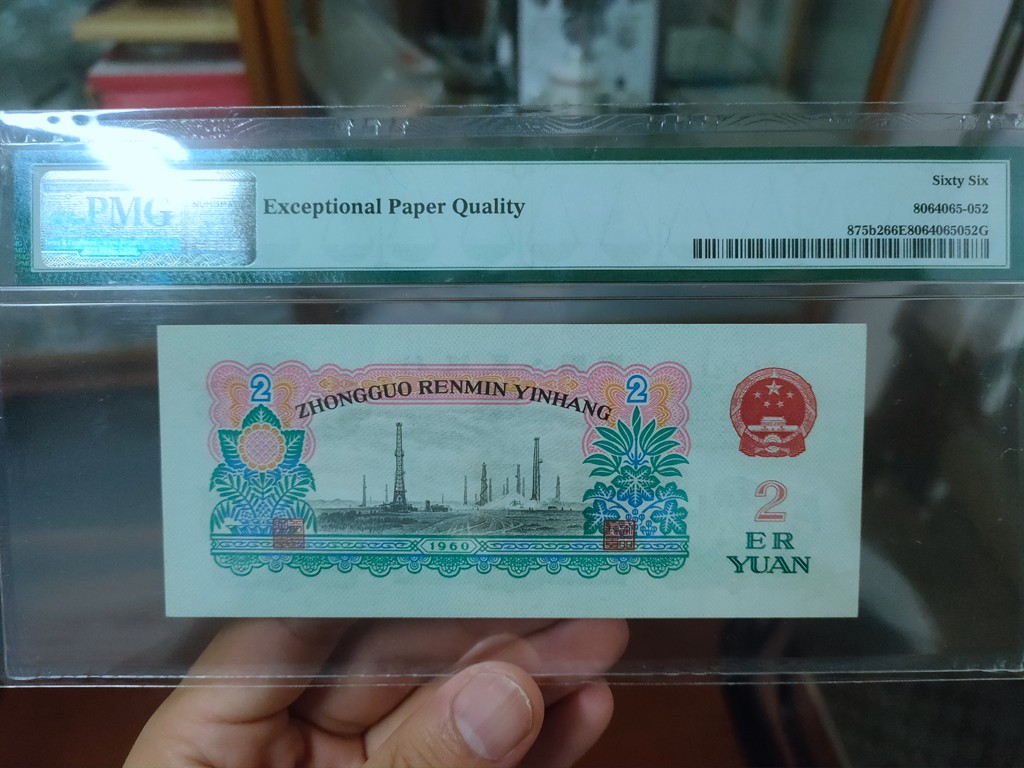 PMG
Exceptional Paper Quality
Sixty Six
8064065-052
875b266E8064065052G
2
2
ZHONGGUO RENMIN YINHANG
1960
2
ER
YUAN